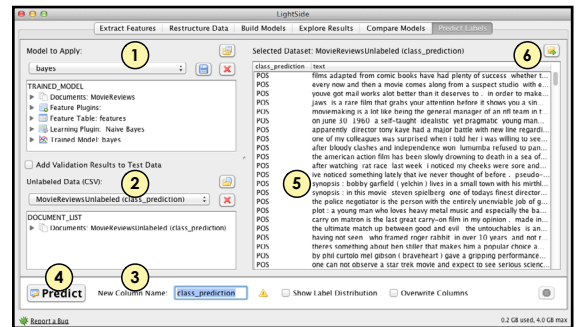 LightSide
Extract Features Restructure Data Build Models Explore Results Compare Models Predict Labels
Model to Apply:
1
bayes
TRAINED_MODEL
Documents: MovieReviews
Feature Plugins:
Feature Table: features
Learning Plugin: Naive Bayes
Trained Model: bayes
Add Validation Results to Test Data
Unlabeled Data (CSV):
2
MovieReviewsUnlabeled (class_prediction)
DOCUMENT_LIST
Documents: MovieReviewsUnlabeled (class_prediction)
Selected Dataset: MovieReviewsUnlabeled (class_prediction)
6
class_prediction text
POS films adapted from comic books have had plenty of success whether t...
POS every now and then a movie comes along from a suspect studio with e...
POS youve got mail works alot better than it deserves to . in order to make...
POS jaws is a rare film that grabs your attention before it shows you a sin...
POS moviemaking is a lot like being the general manager of an nfl team in t...
POS on june 30 1960 a self-taught idealistic yet pragmatic young man...
POS apparently director tony kaye had a major battle with new line regardi...
POS one of my colleagues was surprised when i told her i was willing to see...
POS after bloody clashes and independence won lumumba refused to pan...
POS the american action film has been slowly drowning to death in a sea of...
POS after watching rat race last week i noticed my cheeks were sore and...
POS ive noticed something lately that ive never thought of before . pseudo-...
POS synopsis : bobby garfield ( yelchin ) lives in a small town with his mirthl...
5
POS synopsis : in this movie steven spielberg one of todays finest director...
POS the police negotiator is the person with the entirely unenviable job of g...
POS plot : a young man who loves heavy metal music and especially the ba...
POS carry on matron is the last great carry-on film in my opinion . made in...
POS the ultimate match up between good and evil the untouchables is an...
POS having not seen who framed roger rabbit in over 10 years and not r...
POS theres something about ben stiller that makes him a popular choice a...
POS by phil curtolo mel gibson ( braveheart ) gave a gripping performance...
POS one can not observe a star trek movie and expect to see serious scienc...
4
3
Predict New Column Name: class_prediction Show Label Distribution Overwrite Columns
Report a Bug 0.2 GB used, 4.0 GB max